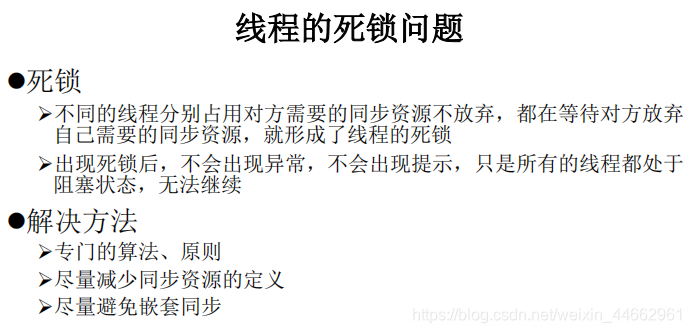 线程的死锁问题
●死锁
➢不同的线程分别占用对方需要的同步资源不放弃，都在等待对方放弃
自己需要的同步资源，就形成了线程的死锁
➢出现死锁后，不会出现异常，不会出现提示，只是所有的线程都处于
阻塞状态，无法继续
●解决方法
➢专门的算法、原则
➢尽量减少同步资源的定义
➢尽量避免嵌套同步
https://blog.csdn.net/weixin_44662961